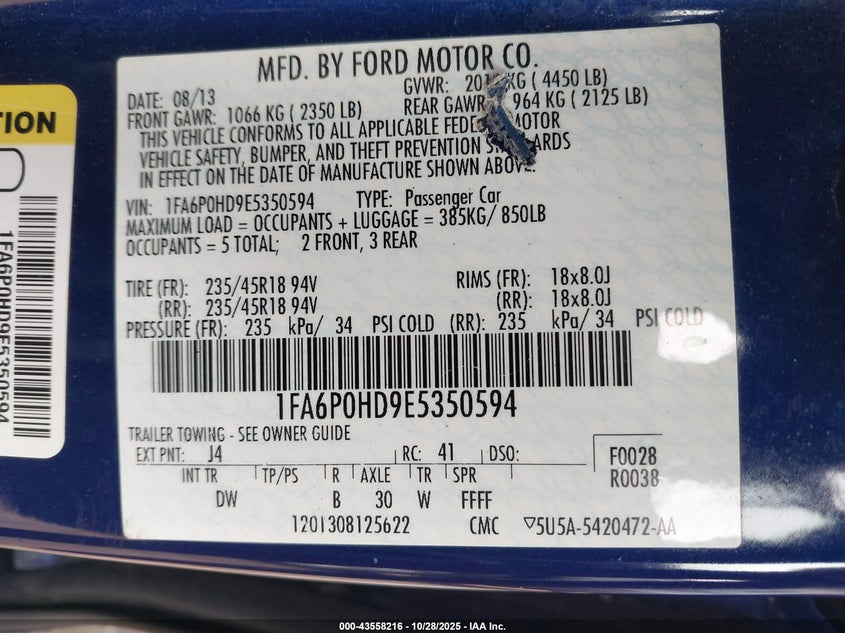 MFD. BY FORD MOTOR CO.
DATE: 08/13
GVWR: 201 KG ( 4450 LB)
FRONT GAWR: 1066 KG ( 2350 LB)
REAR GAWR 964 KG ( 2125 LB)
THIS VEHICLE CONFORMS TO ALL APPLICABLE MOTOR
VEHICLE SAFETY, BUMPER, AND THEFT PREVENTION
IN EFFECT ON THE DATE OF MANUFACTURE SHOWN ABOVE.
VIN: 1FA6P0HD9E5350594 TYPE: Passenger Car
MAXIMUM LOAD = OCCUPANTS + LUGGAGE = 385KG/ 850LB
OCCUPANTS = 5 TOTAL; 2 FRONT, 3 REAR
TIRE (FR): 235/45R18 94V RIMS (FR): 18x8.0J
(RR): 235/45R18 94V (RR): 18x8.0J
PRESSURE (FR): 235 kPa/ 34 PSI COLD (RR): 235 kPa/ 34 PSI COLD
1FA6P0HD9E5350594
TRAILER TOWING - SEE OWNER GUIDE
EXT PNT: J4 RC: 41 DSO:
F0028
R0038
INT TR TP/PS R AXLE TR SPR
DW B 30 W FFFF
1201308125622 CMC ▽5U5A-5420472-AA
TION
1FA6P0HD9E5350594
000-43558216 - 10/28/2025 - IAA Inc.